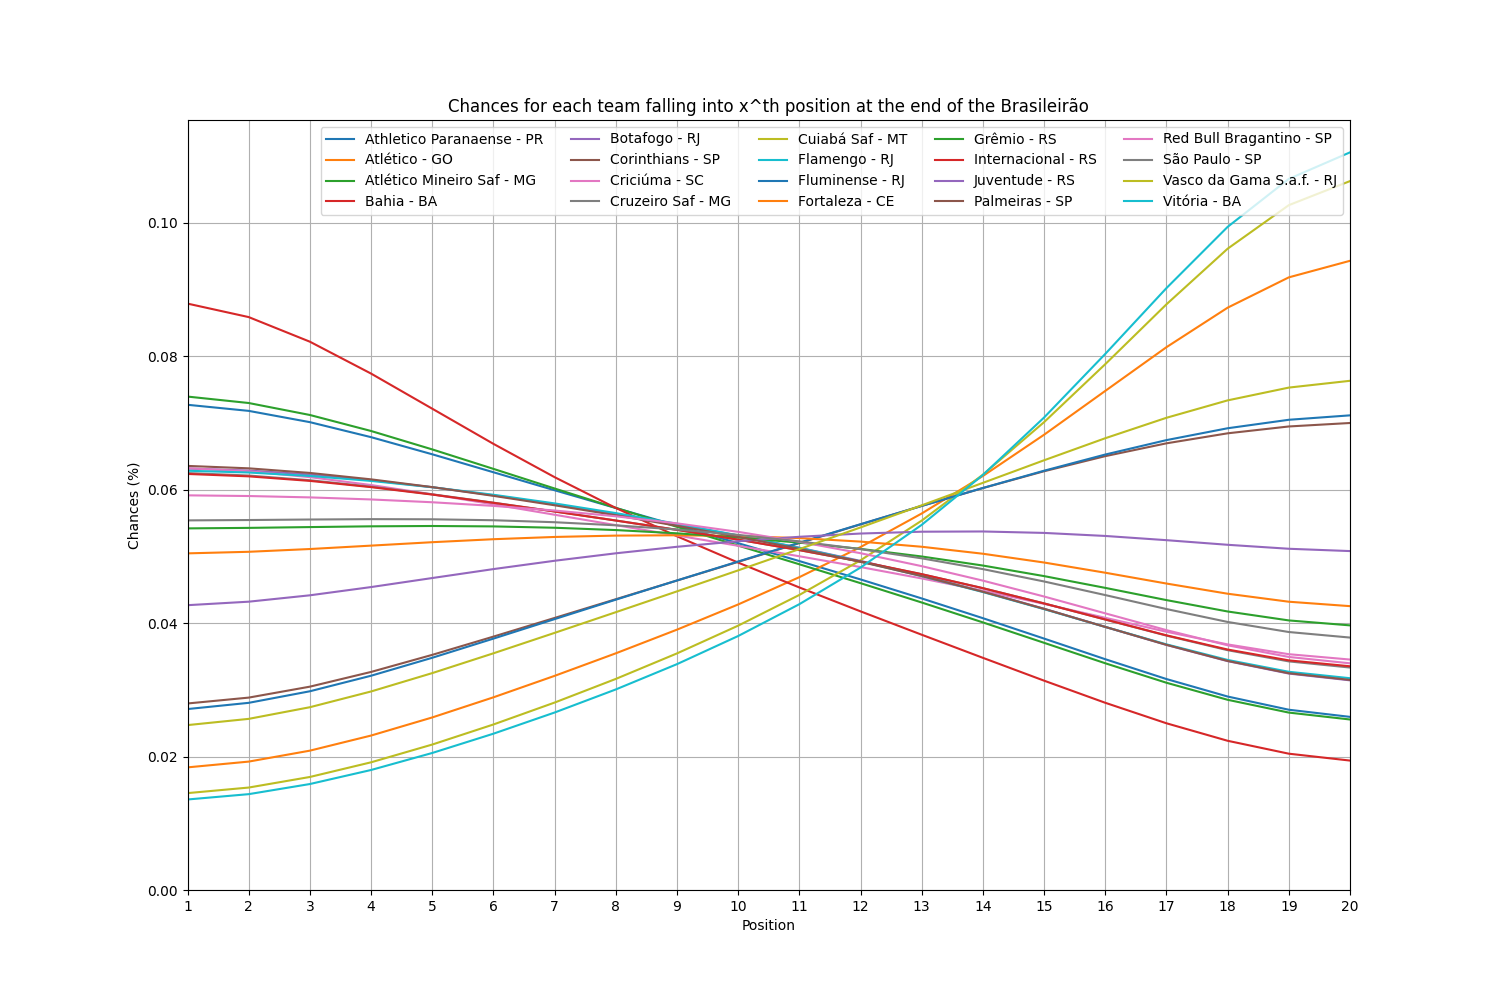 Chances for each team falling into x^th position at the end of the Brasileirão
Athletico Paranaense - PR
Atlético - GO
Atlético Mineiro Saf - MG
Bahia - BA
Botafogo - RJ
Corinthians - SP
Criciúma - SC
Cruzeiro Saf - MG
Cuiabá Saf - MT
Flamengo - RJ
Fluminense - RJ
Fortaleza - CE
Grêmio - RS
Internacional - RS
Juventude - RS
Palmeiras - SP
Red Bull Bragantino - SP
São Paulo - SP
Vasco da Gama S.a.f. - RJ
Vitória - BA
Chances (%)
0.10
0.08
0.06
0.04
0.02
0.00
1 2 3 4 5 6 7 8 9 10 11 12 13 14 15 16 17 18 19 20
Position